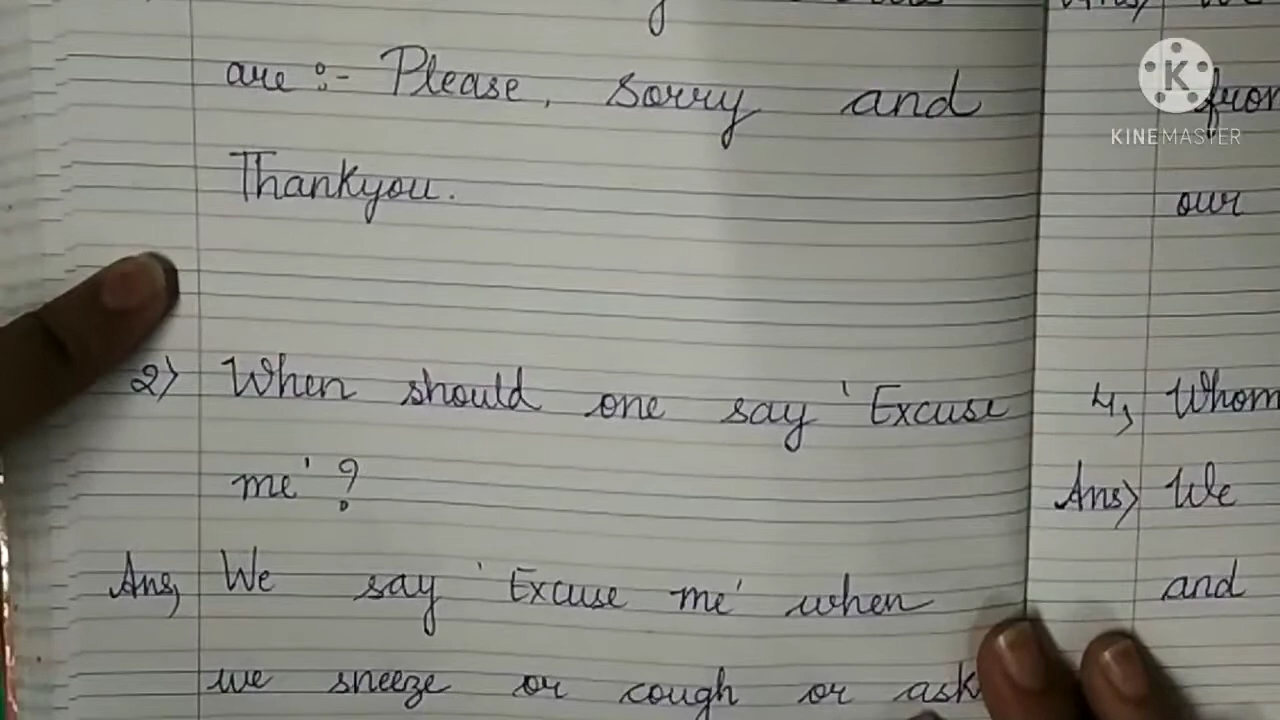 are :- Please, Sorry and
Thankyou.
2) When should one say 'Excuse
me' ?
Ans, We say 'Excuse me' when
we sneeze or cough or ask
our
4, Whom
Ans) We
and
K
KINEMASTER